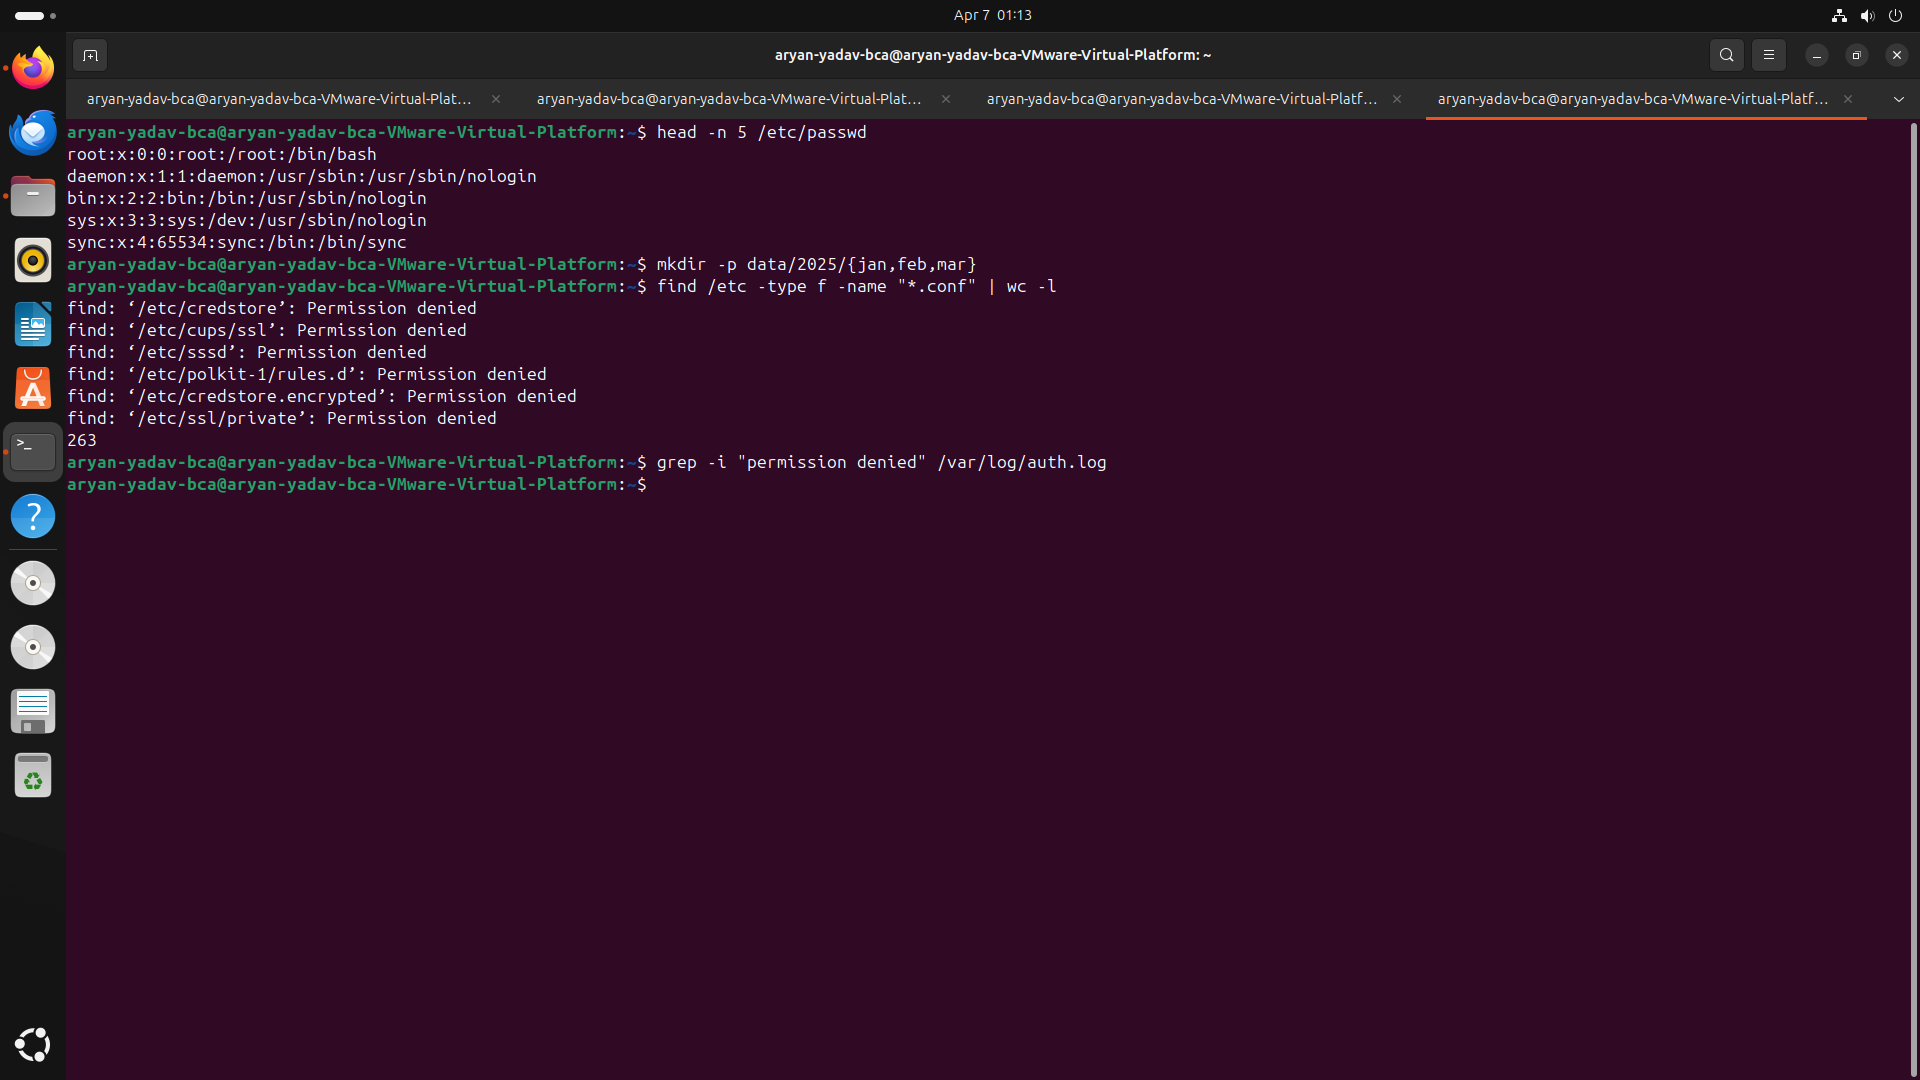 Apr 7 01:13
aryan-yadav-bca@aryan-yadav-bca-VMware-Virtual-Platform: ~
aryan-yadav-bca@aryan-yadav-bca-VMware-Virtual-Plat…
aryan-yadav-bca@aryan-yadav-bca-VMware-Virtual-Plat…
aryan-yadav-bca@aryan-yadav-bca-VMware-Virtual-Platf…
aryan-yadav-bca@aryan-yadav-bca-VMware-Virtual-Platf…
aryan-yadav-bca@aryan-yadav-bca-VMware-Virtual-Platform:~$ head -n 5 /etc/passwd
root:x:0:0:root:/root:/bin/bash
daemon:x:1:1:daemon:/usr/sbin:/usr/sbin/nologin
bin:x:2:2:bin:/bin:/usr/sbin/nologin
sys:x:3:3:sys:/dev:/usr/sbin/nologin
sync:x:4:65534:sync:/bin:/bin/sync
aryan-yadav-bca@aryan-yadav-bca-VMware-Virtual-Platform:~$ mkdir -p data/2025/{jan,feb,mar}
aryan-yadav-bca@aryan-yadav-bca-VMware-Virtual-Platform:~$ find /etc -type f -name "*.conf" | wc -l
find: ‘/etc/credstore’: Permission denied
find: ‘/etc/cups/ssl’: Permission denied
find: ‘/etc/sssd’: Permission denied
find: ‘/etc/polkit-1/rules.d’: Permission denied
find: ‘/etc/credstore.encrypted’: Permission denied
find: ‘/etc/ssl/private’: Permission denied
263
aryan-yadav-bca@aryan-yadav-bca-VMware-Virtual-Platform:~$ grep -i "permission denied" /var/log/auth.log
aryan-yadav-bca@aryan-yadav-bca-VMware-Virtual-Platform:~$